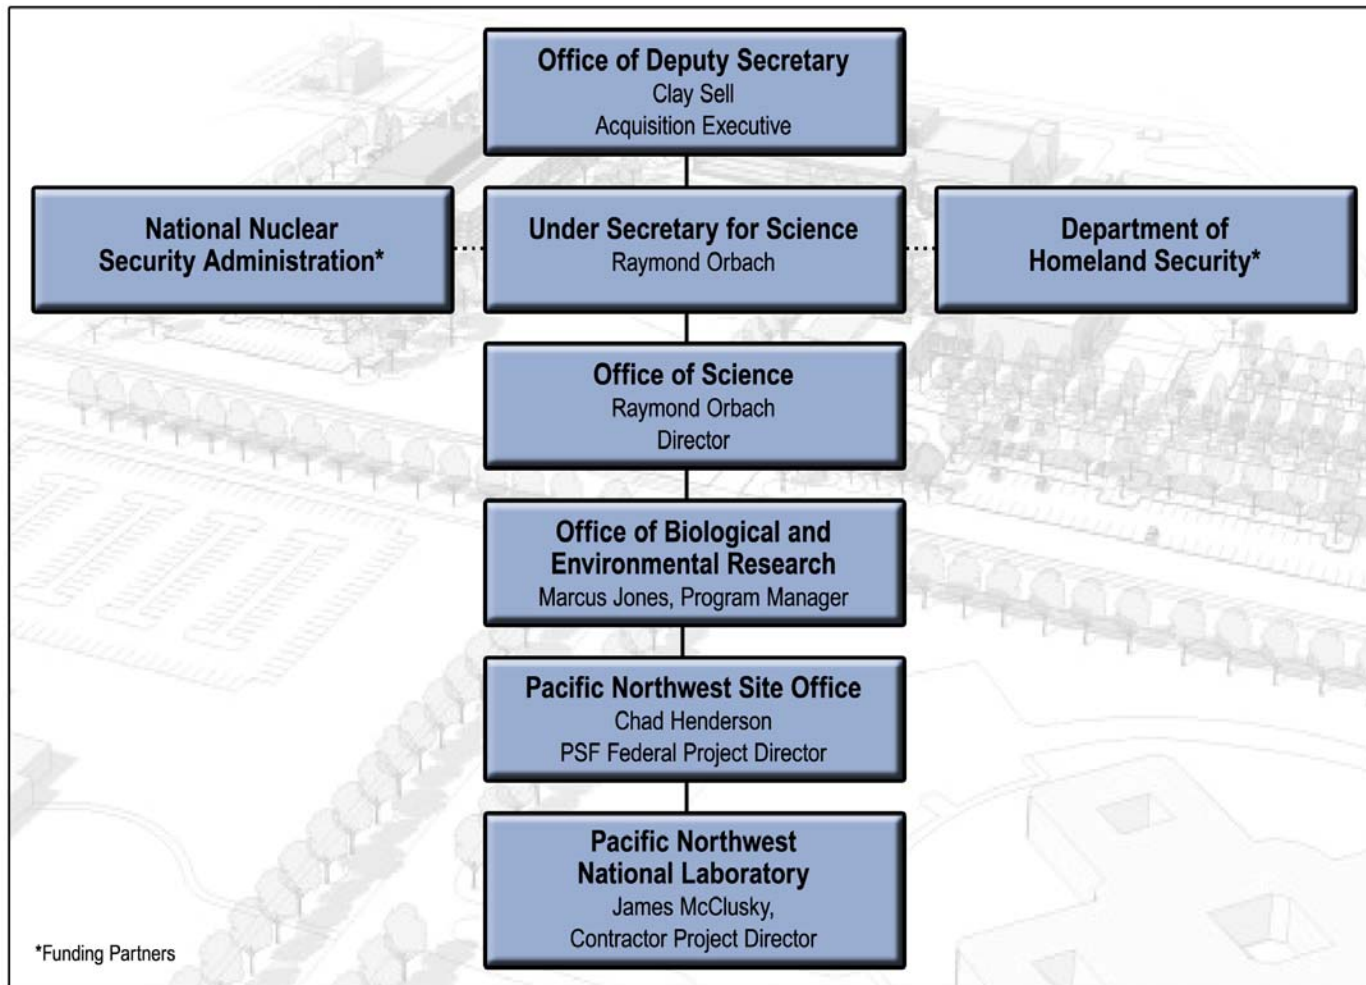 Office of Deputy Secretary
Clay Sell
Acquisition Executive
National Nuclear
Security Administration*
Under Secretary for Science
Raymond Orbach
Department of
Homeland Security*
Office of Science
Raymond Orbach
Director
Office of Biological and
Environmental Research
Marcus Jones, Program Manager
Pacific Northwest Site Office
Chad Henderson
PSF Federal Project Director
Pacific Northwest
National Laboratory
James McClusky,
Contractor Project Director
*Funding Partners